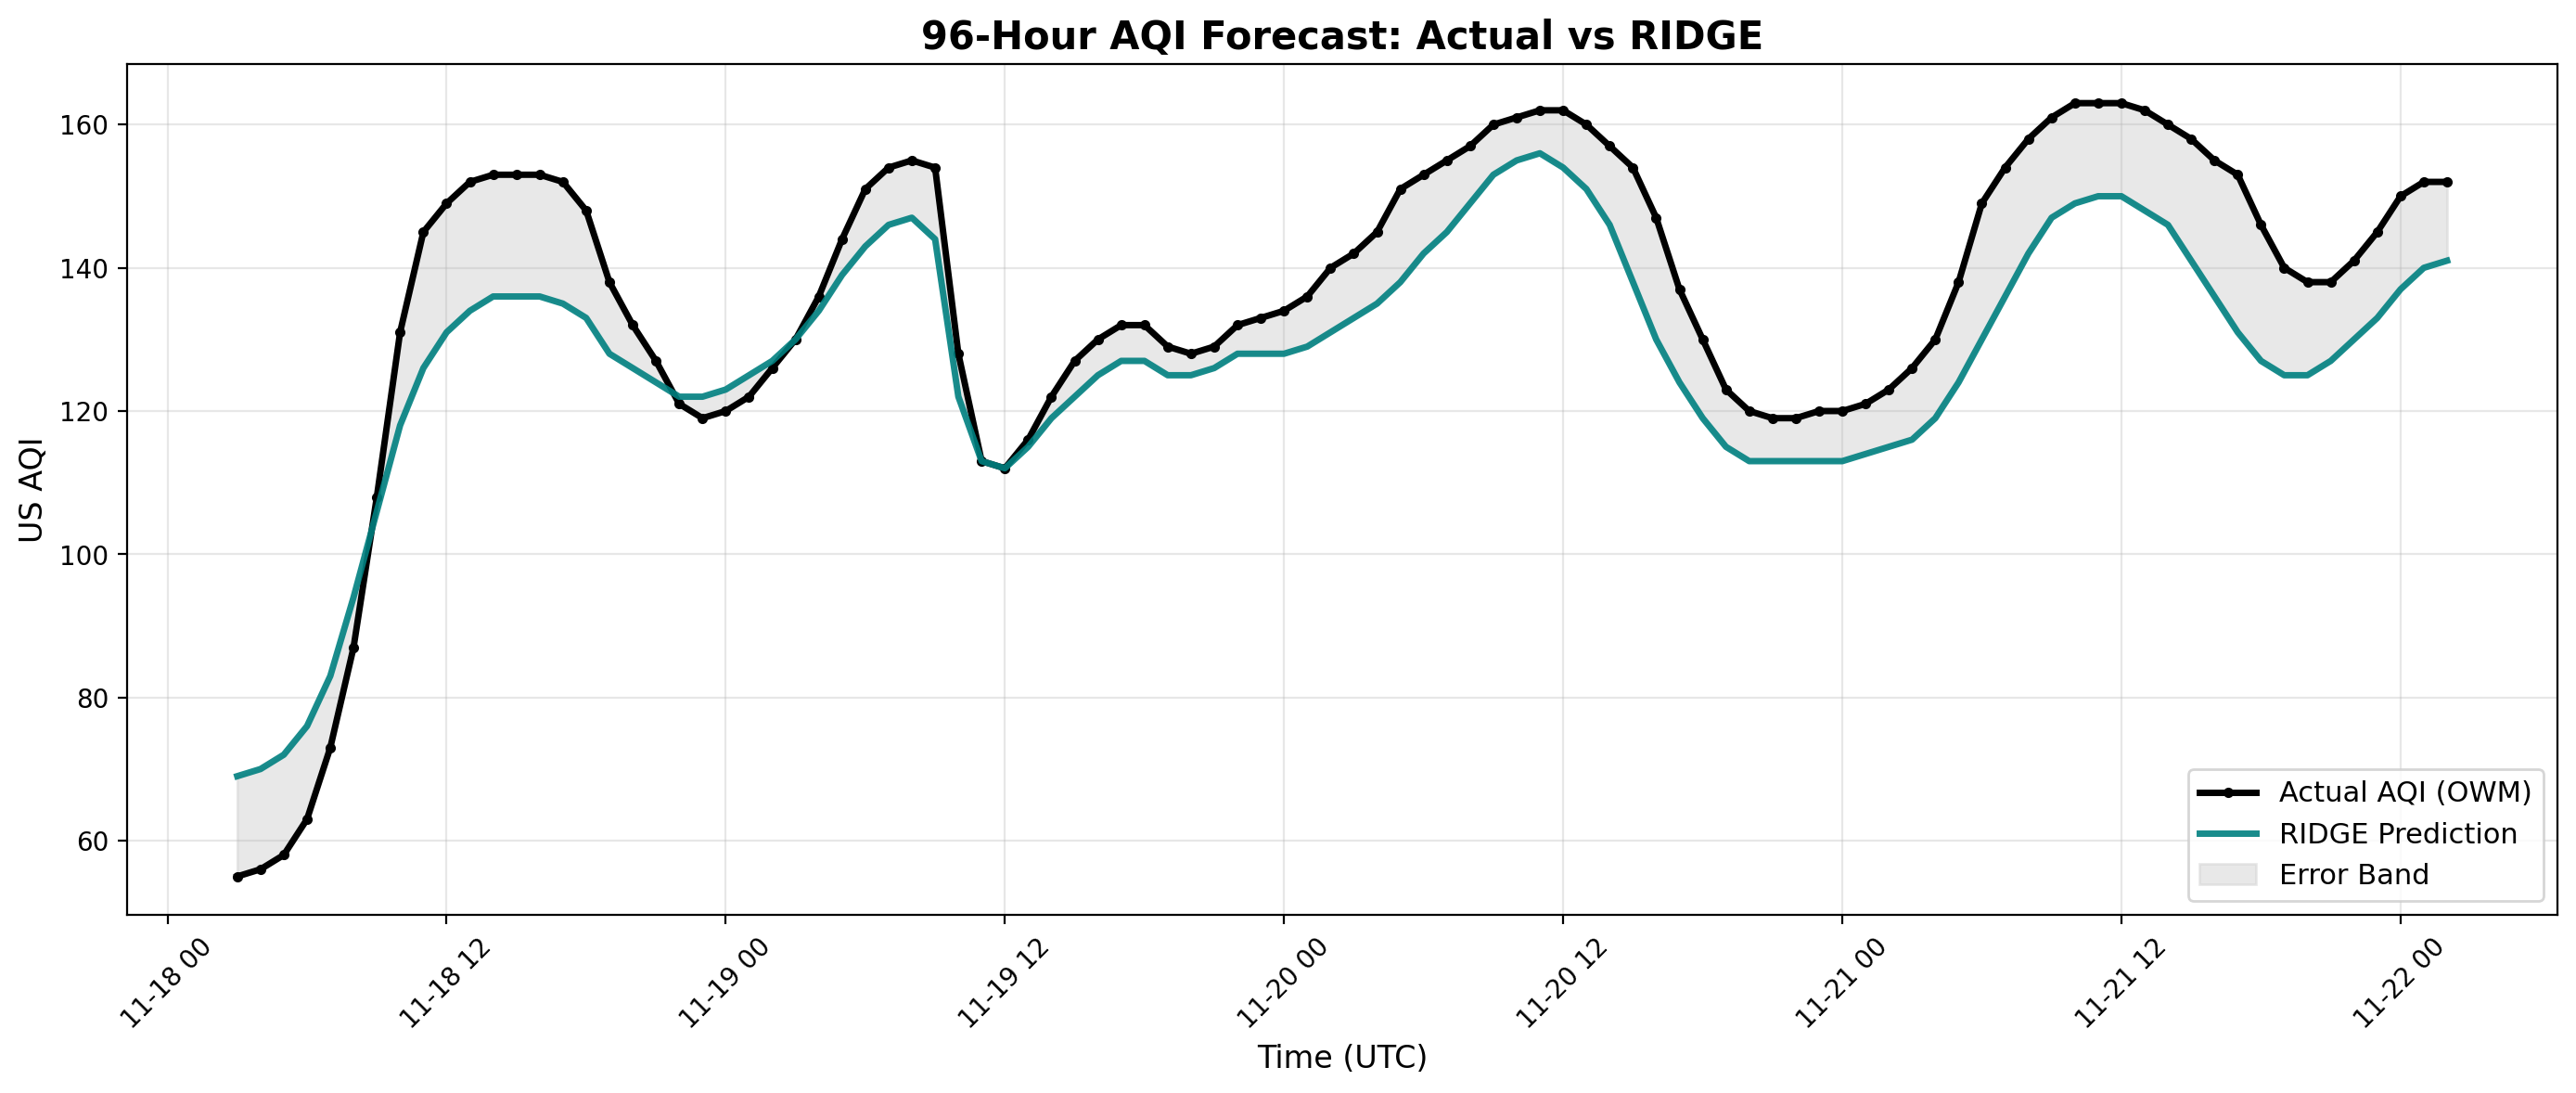 96-Hour AQI Forecast: Actual vs RIDGE
US AQI
160
140
120
100
80
60
Actual AQI (OWM)
RIDGE Prediction
Error Band
11-18 00
11-18 12
11-19 00
11-19 12
11-20 00
11-20 12
11-21 00
11-21 12
11-22 00
Time (UTC)